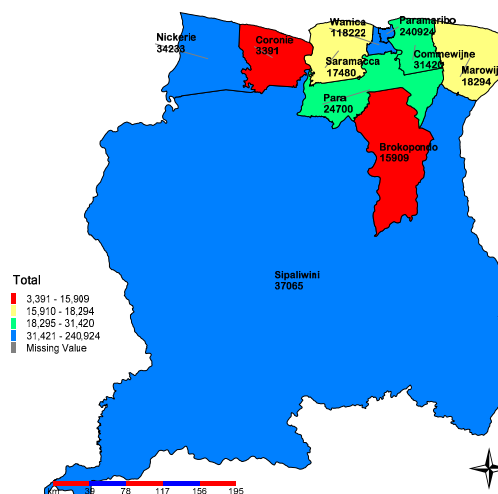 Nickerie
34233
Coronie
3391
Wanica
118222
Saramacca
17480
Paramaribo
240924
Commewijne
31420
Marowij
18294
Para
24700
Brokopondo
15909
Sipaliwini
37065
Total
3,391 - 15,909
15,910 - 18,294
18,295 - 31,420
31,421 - 240,924
Missing Value
km 39 78 117 156 195